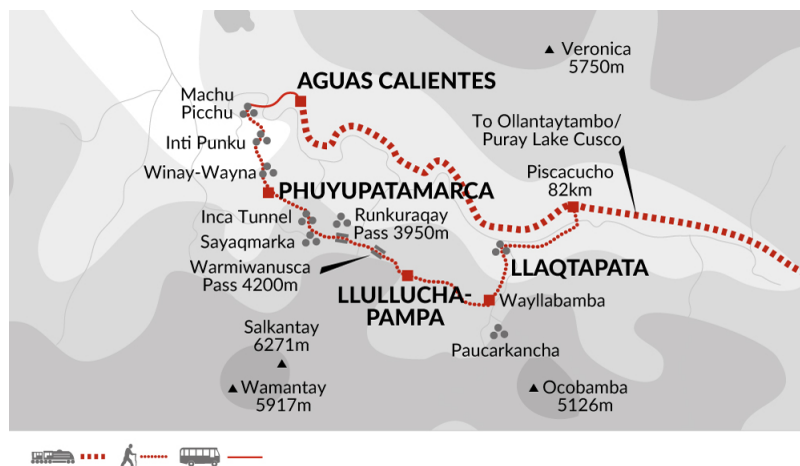 Veronica
5750m
AGUAS CALIENTES
Machu
Picchu
To Ollantaytambo/
Puray Lake Cusco
Inti Punku
Winay-Wayna
Piscacucho
82km
PHUYUPATAMARCA
Inca Tunnel
Runkuraqay
Pass 3950m
Sayaqmarka
Warmiwanusca
Pass 4200m
LLAQTAPATA
LLULLUCHA-
PAMPA
Wayllabamba
Salkantay
6271m
Paucarkancha
Wamantay
5917m
Ocobamba
5126m